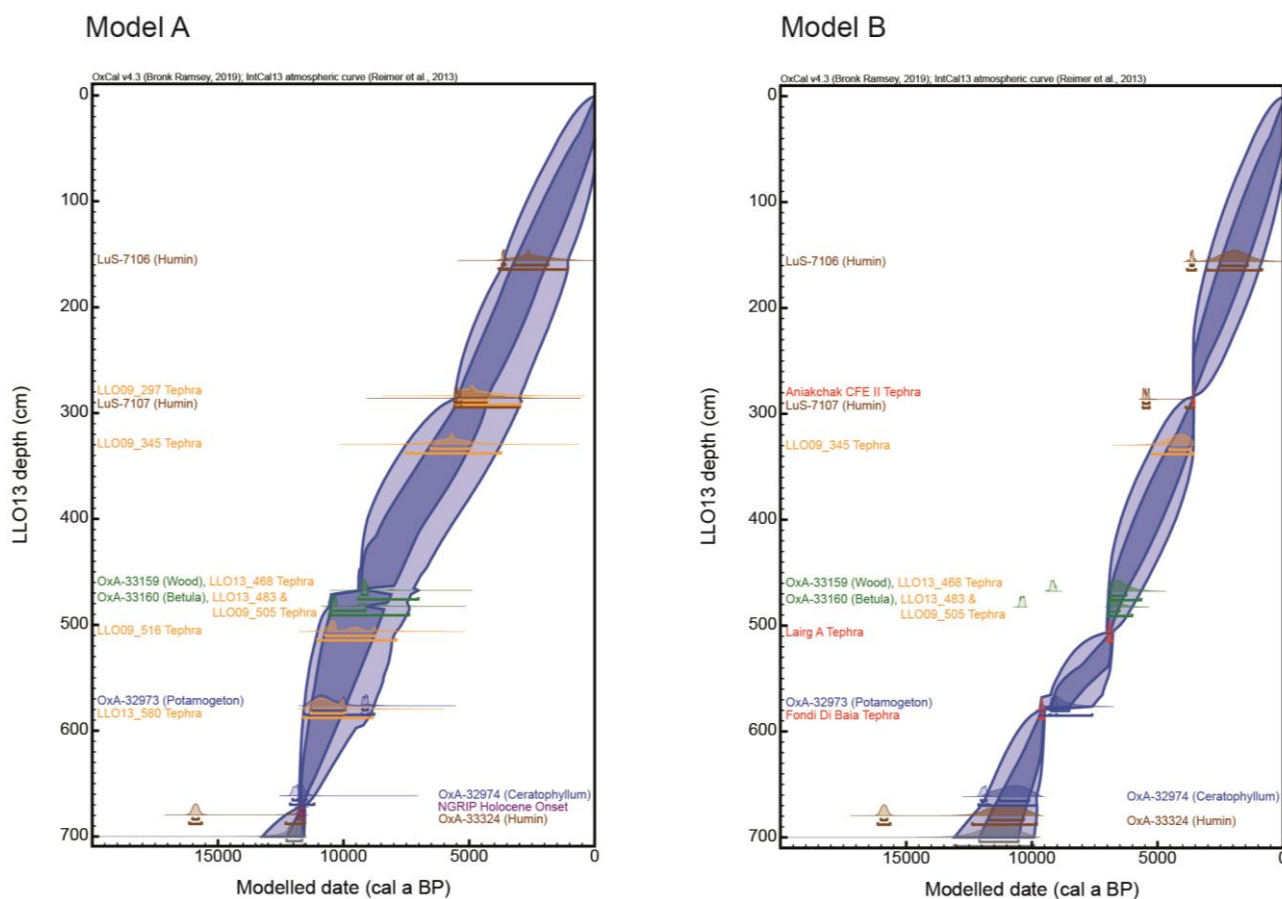 Model A
OxCal v4.3 (Bronk Ramsey, 2019); IntCal13 atmospheric curve (Reimer et al., 2013)
0
100
LuS-7106 (Humin)
200
LLO09_297 Tephra
300
LuS-7107 (Humin)
LLO09_345 Tephra
400
OxA-33159 (Wood), LLO13_468 Tephra
OxA-33160 (Betula), LLO13_483 &
LLO09_505 Tephra
500
LLO09_516 Tephra
OxA-32973 (Potamogeton)
LLO13_580 Tephra
600
OxA-32974 (Ceratophyllum)
NGRIP Holocene Onset
OxA-33324 (Humin)
700
LLO13 depth (cm)
15000 10000 5000 0
Modelled date (cal a BP)
Model B
OxCal v4.3 (Bronk Ramsey, 2019); IntCal13 atmospheric curve (Reimer et al., 2013)
0
100
LuS-7106 (Humin)
200
Aniakchak CFE II Tephra
300
LuS-7107 (Humin)
LLO09_345 Tephra
400
OxA-33159 (Wood), LLO13_468 Tephra
OxA-33160 (Betula), LLO13_483 &
LLO09_505 Tephra
500
Lairg A Tephra
OxA-32973 (Potamogeton)
Fondi Di Baia Tephra
600
OxA-32974 (Ceratophyllum)
OxA-33324 (Humin)
700
LLO13 depth (cm)
15000 10000 5000 0
Modelled date (cal a BP)